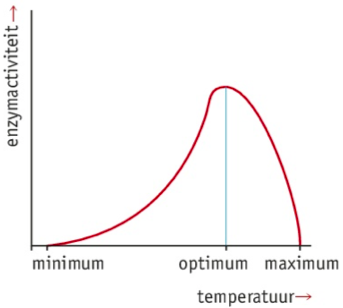 enzymactiviteit→
minimum optimum maximum
temperatuur→